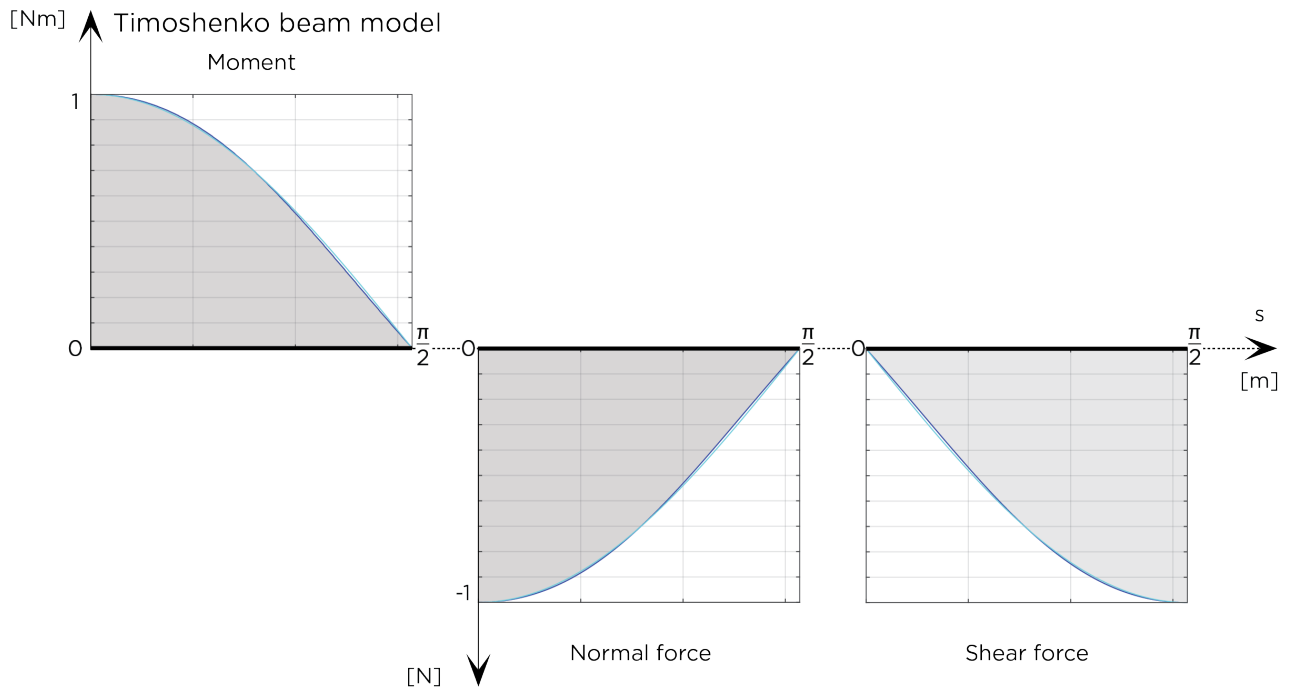 [Nm]
Timoshenko beam model
Moment
1
0
π
2
0
π
2
0
π
2
s
[m]
-1
[N]
Normal force
Shear force